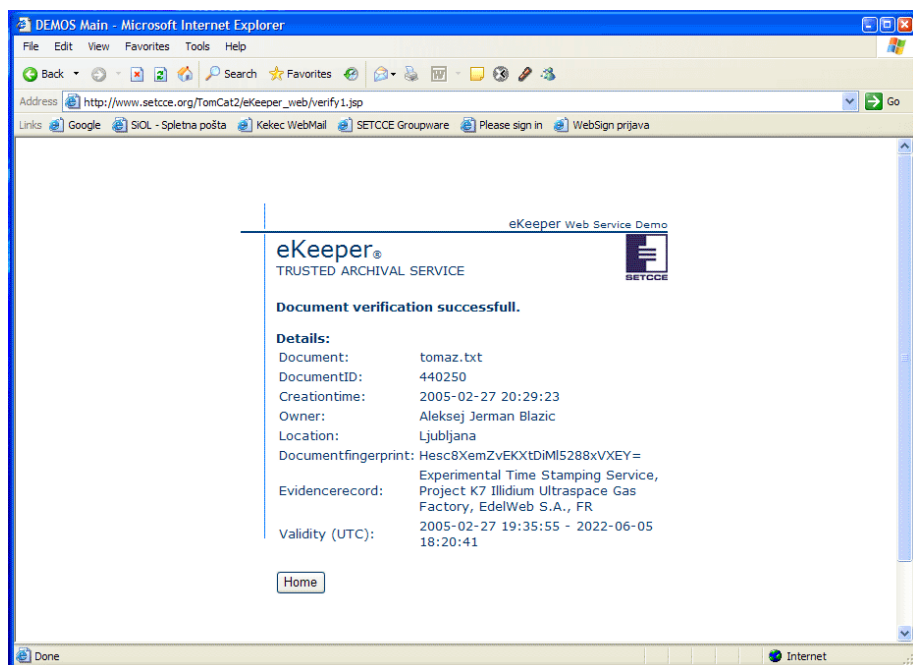 DEMOS Main - Microsoft Internet Explorer
File Edit View Favorites Tools Help
Back Search Favorites
Address http://www.setcce.org/TomCat2/eKeeper_web/verify1.jsp Go
Links Google SiOL - Spletna pošta Kekec WebMail SETCCE Groupware Please sign in WebSign prijava
eKeeper Web Service Demo
eKeeper®
TRUSTED ARCHIVAL SERVICE
SETCCE
Document verification successfull.
Details:
Document: tomaz.txt
DocumentID: 440250
Creationtime: 2005-02-27 20:29:23
Owner: Aleksej Jerman Blazic
Location: Ljubljana
Documentfingerprint: Hesc8XemZvEKXtDiMl5288xVXEY=
Experimental Time Stamping Service,
Evidencerecord: Project K7 Illidium Ultraspace Gas
Factory, EdelWeb S.A., FR
Validity (UTC): 2005-02-27 19:35:55 - 2022-06-05
18:20:41
Home
Done Internet